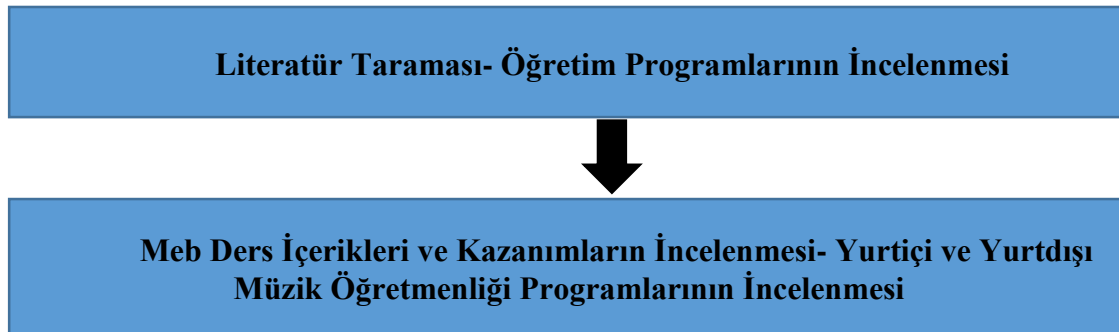 Literatür Taraması- Öğretim Programlarının İncelenmesi
Meb Ders İçerikleri ve Kazanımların İncelenmesi- Yurtiçi ve Yurtdışı
Müzik Öğretmenliği Programlarının İncelenmesi